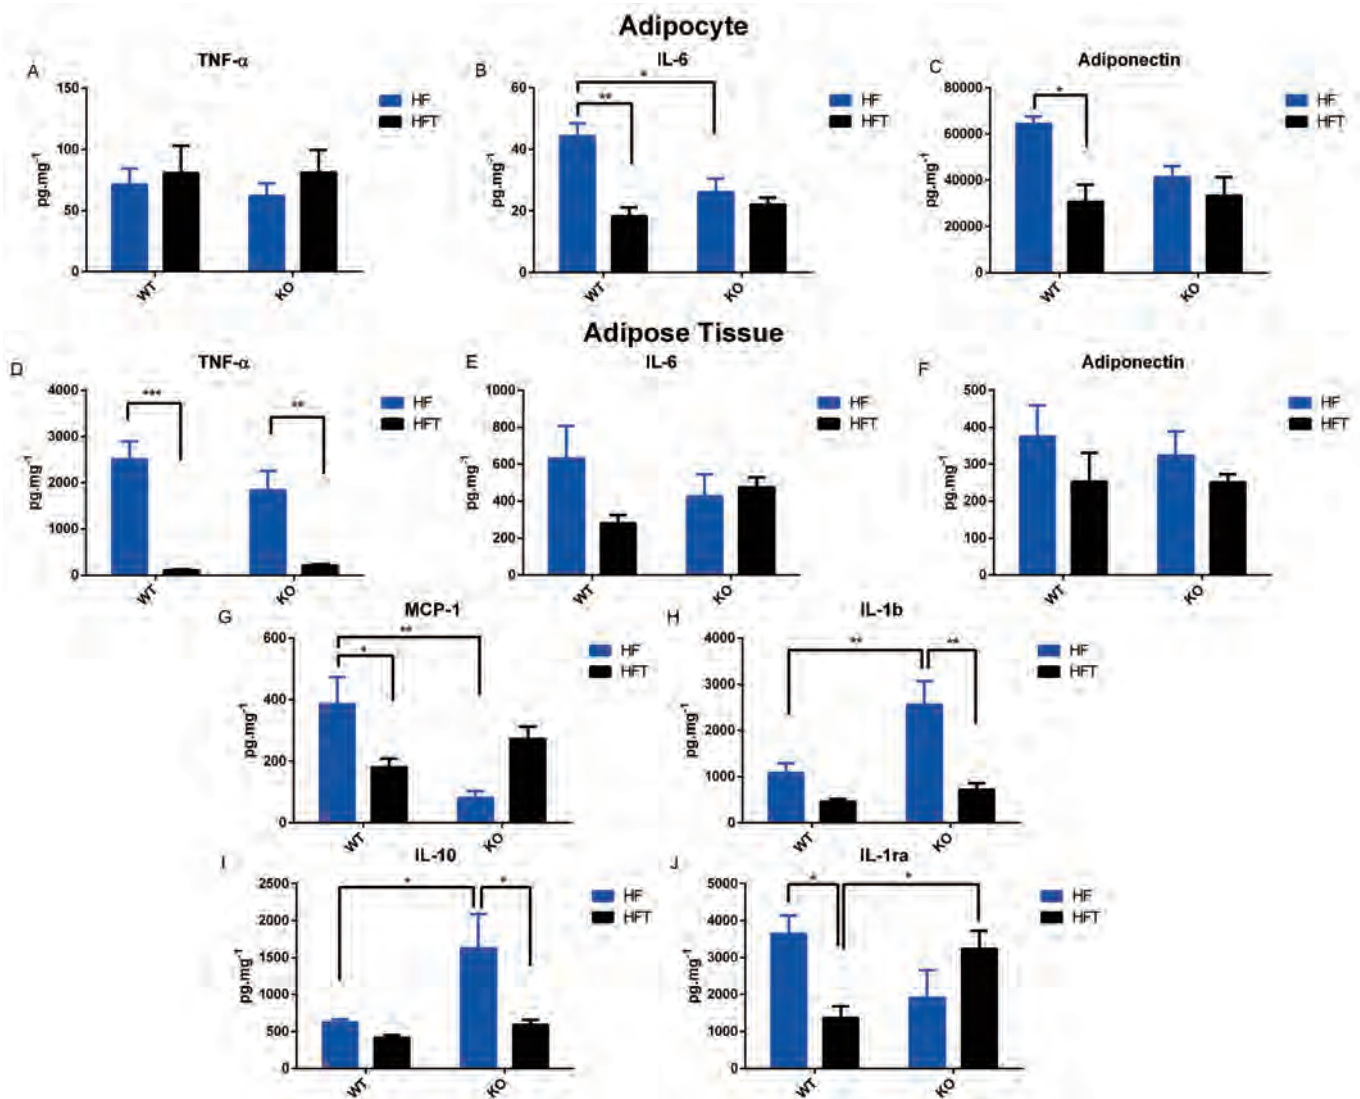 Adipocyte
A
TNF-α
150
100
50
0
pg.mg-1
WT
KO
HF
HFT
B
IL-6
60
40
20
0
pg.mg-1
*
**
WT
KO
HF
HFT
C
Adiponectin
80000
60000
40000
20000
0
pg.mg-1
*
WT
KO
HF
HFT
Adipose Tissue
D
TNF-α
4000
3000
2000
1000
0
pg.mg-1
***
**
WT
KO
HF
HFT
E
IL-6
1000
800
600
400
200
0
pg.mg-1
WT
KO
HF
HFT
F
Adiponectin
500
400
300
200
100
0
pg.mg-1
WT
KO
HF
HFT
G
MCP-1
600
400
200
0
pg.mg-1
**
*
WT
KO
HF
HFT
H
IL-1b
4000
3000
2000
1000
0
pg.mg-1
**
**
WT
KO
HF
HFT
I
IL-10
2500
2000
1500
1000
500
0
pg.mg-1
*
*
WT
KO
HF
HFT
J
IL-1ra
5000
4000
3000
2000
1000
0
pg.mg-1
*
*
WT
KO
HF
HFT